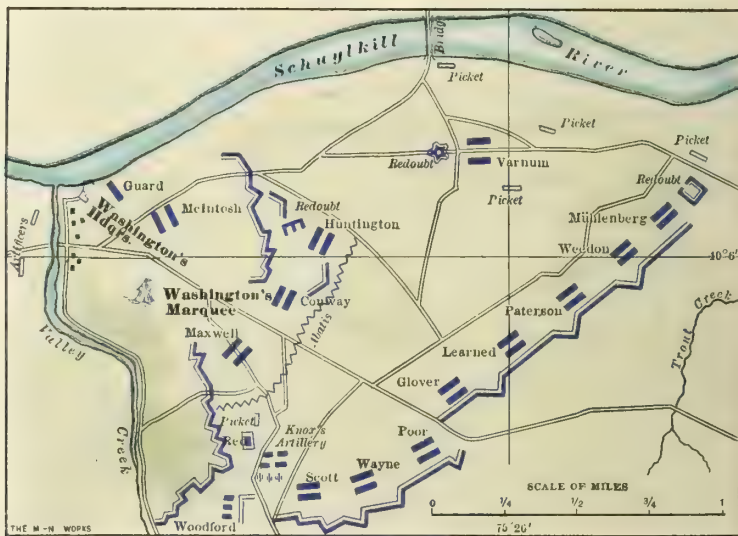 Schuylkill
River
Bridge
Picket
Picket
Picket
Redoubt
Varnum
Picket
Redoubt
Guard
McIntosh
Redoubt
Huntington
Mühlenberg
Weedon
Artificers
Washington's
Hdqrs.
Washington's
Marquee
Conway
Abatis
Paterson
Maxwell
Learned
Trout Creek
Valley
Creek
Glover
Picket
Red
Knox's
Artillery
Poor
Wayne
Scott
Woodford
SCALE OF MILES
0 1/4 1/2 3/4 1
75°26'
THE M-N WORKS